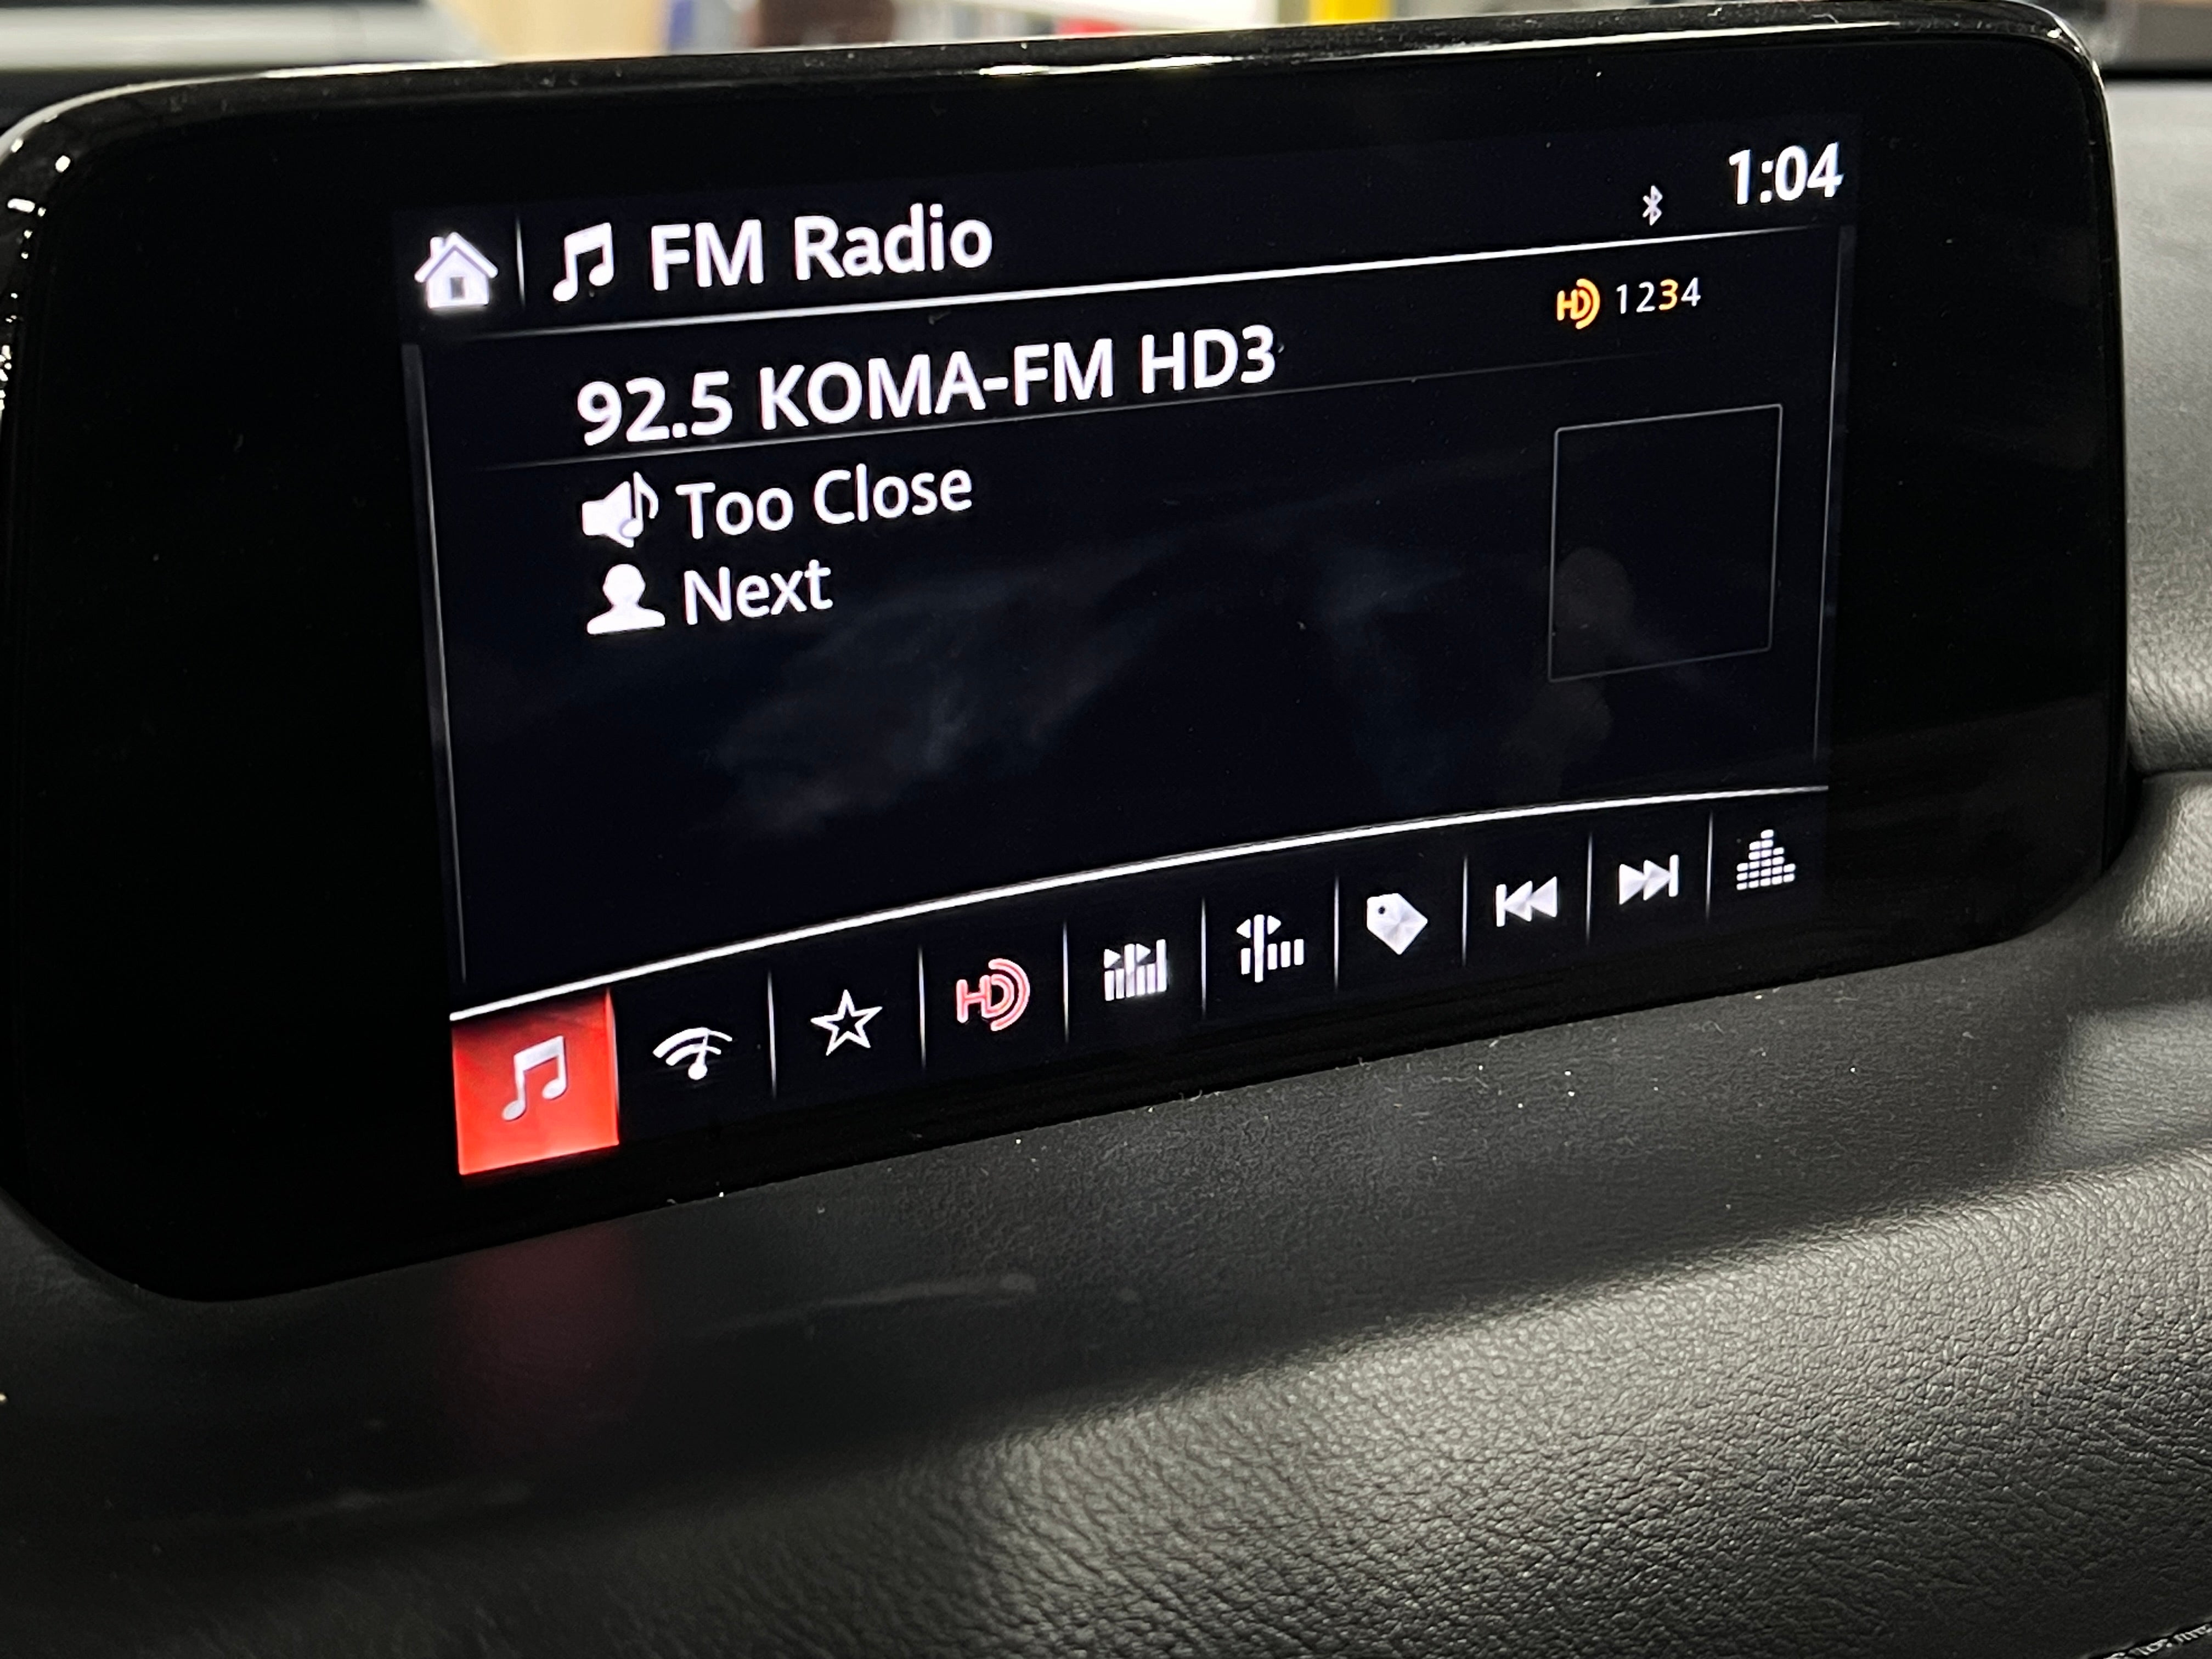 FM Radio
1:04
HD 1234
92.5 KOMA-FM HD3
Too Close
Next
HD